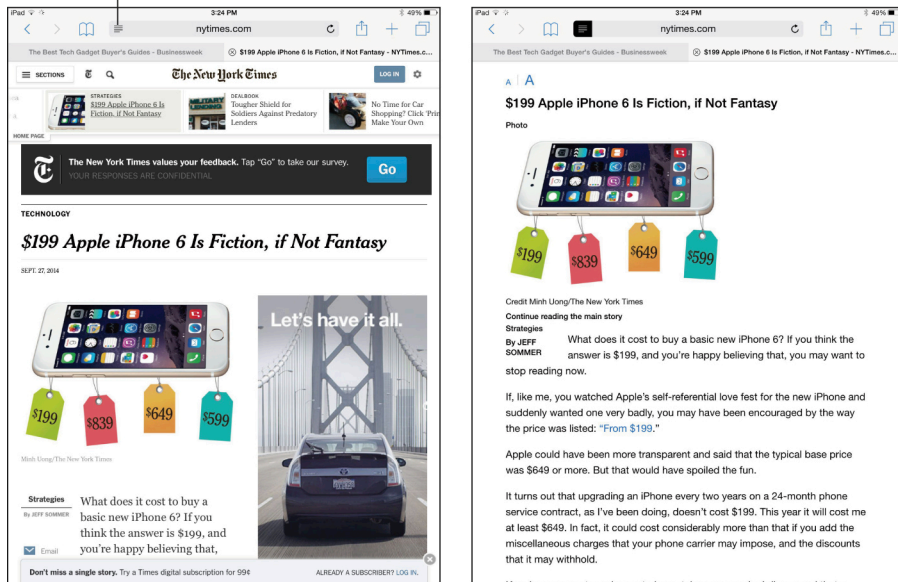 iPad
3:24 PM
49%
nytimes.com
The Best Tech Gadget Buyer's Guides - Businessweek
$199 Apple iPhone 6 Is Fiction, if Not Fantasy - NYTimes.c...
SECTIONS
The New York Times
LOG IN
STRATEGIES
$199 Apple iPhone 6 Is
Fiction, if Not Fantasy
MILITARY
LENDING
DEALBOOK
Tougher Shield for
Soldiers Against Predatory
Lenders
No Time for Car
Shopping? Click 'Prin
Make Your Own
HOME PAGE
The New York Times values your feedback. Tap "Go" to take our survey.
YOUR RESPONSES ARE CONFIDENTIAL
Go
TECHNOLOGY
$199 Apple iPhone 6 Is Fiction, if Not Fantasy
SEPT. 27, 2014
$199
$839
$649
$599
Let's have it all.
Minh Uong/The New York Times
Strategies
By JEFF SOMMER
Email
What does it cost to buy a
basic new iPhone 6? If you
think the answer is $199, and
you're happy believing that,
Don't miss a single story. Try a Times digital subscription for 99¢
ALREADY A SUBSCRIBER? LOG IN.
iPad
3:24 PM
49%
nytimes.com
The Best Tech Gadget Buyer's Guides - Businessweek
$199 Apple iPhone 6 Is Fiction, if Not Fantasy - NYTimes.c...
A A
$199 Apple iPhone 6 Is Fiction, if Not Fantasy
Photo
$199
$839
$649
$599
Credit Minh Uong/The New York Times
Continue reading the main story
Strategies
By JEFF
SOMMER
What does it cost to buy a basic new iPhone 6? If you think the
answer is $199, and you're happy believing that, you may want to
stop reading now.
If, like me, you watched Apple's self-referential love fest for the new iPhone and
suddenly wanted one very badly, you may have been encouraged by the way
the price was listed: "From $199."
Apple could have been more transparent and said that the typical base price
was $649 or more. But that would have spoiled the fun.
It turns out that upgrading an iPhone every two years on a 24-month phone
service contract, as I've been doing, doesn't cost $199. This year it will cost me
at least $649. In fact, it could cost considerably more than that if you add the
miscellaneous charges that your phone carrier may impose, and the discounts
that it may withhold.